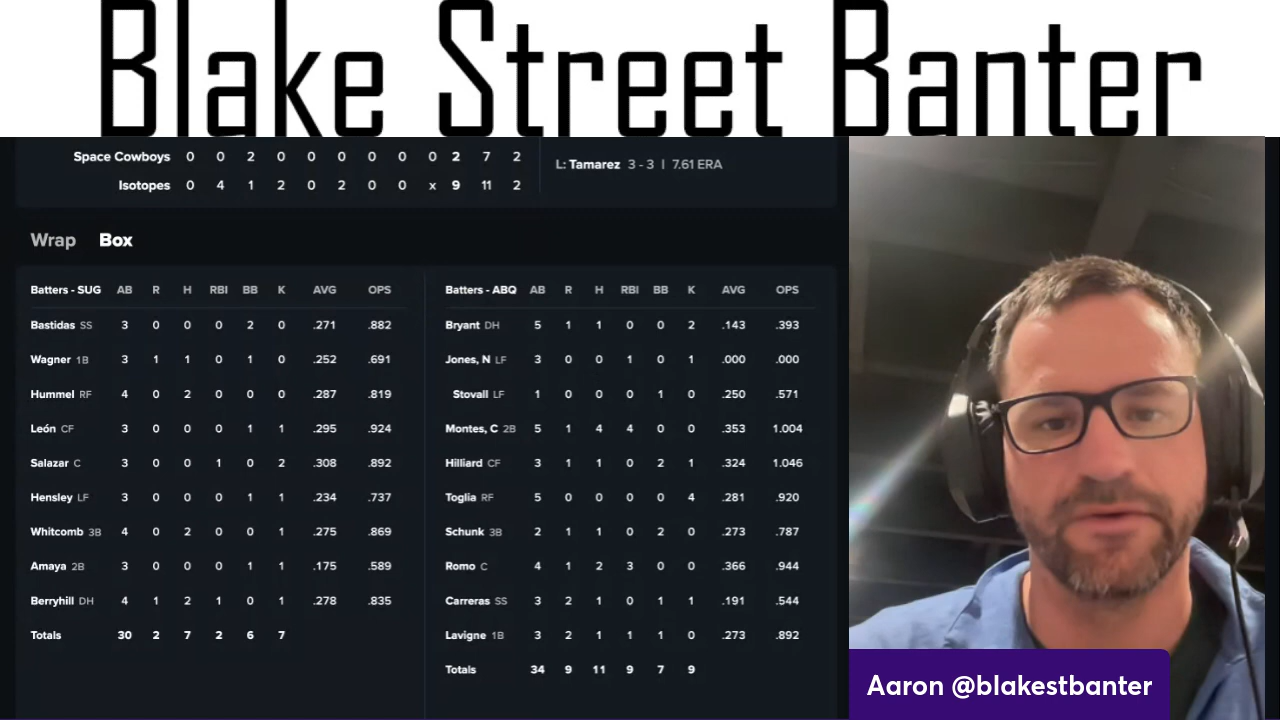 Blake Street Banter
Space Cowboys 0 0 2 0 0 0 0 0 0 2 7 2
Isotopes 0 4 1 2 0 2 0 0 x 9 11 2
L: Tamarez 3 - 3 | 7.61 ERA
Wrap Box
Batters - SUG AB R H RBI BB K AVG OPS
Bastidas SS 3 0 0 0 2 0 .271 .882
Wagner 1B 3 1 1 0 1 0 .252 .691
Hummel RF 4 0 2 0 0 0 .287 .819
León CF 3 0 0 0 1 1 .295 .924
Salazar C 3 0 0 1 0 2 .308 .892
Hensley LF 3 0 0 0 1 1 .234 .737
Whitcomb 3B 4 0 2 0 0 1 .275 .869
Amaya 2B 3 0 0 0 1 1 .175 .589
Berryhill DH 4 1 2 1 0 1 .278 .835
Totals 30 2 7 2 6 7
Batters - ABQ AB R H RBI BB K AVG OPS
Bryant DH 5 1 1 0 0 2 .143 .393
Jones, N LF 3 0 0 1 0 1 .000 .000
Stovall LF 1 0 0 0 1 0 .250 .571
Montes, C 2B 5 1 4 4 0 0 .353 1.004
Hilliard CF 3 1 1 0 2 1 .324 1.046
Toglia RF 5 0 0 0 0 4 .281 .920
Schunk 3B 2 1 1 0 2 0 .273 .787
Romo C 4 1 2 3 0 0 .366 .944
Carreras SS 3 2 1 0 1 1 .191 .544
Lavigne 1B 3 2 1 1 1 0 .273 .892
Totals 34 9 11 9 7 9
Aaron @blakestbanter